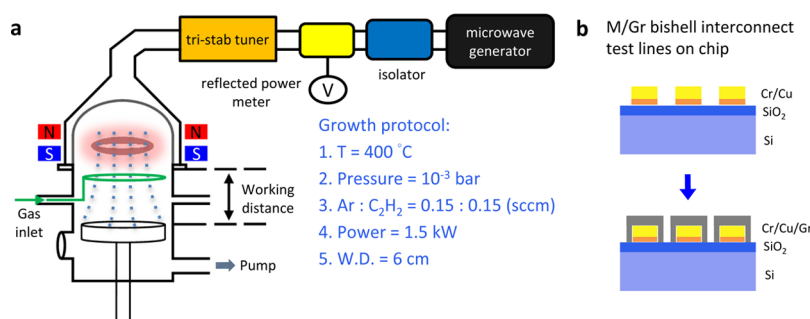 a
tri-stab tuner
microwave
generator
reflected power
meter
V
isolator
N
N
S
S
Gas
inlet
Working
distance
Pump
Growth protocol:
1. T = 400 °C
2. Pressure = 10⁻³ bar
3. Ar : C₂H₂ = 0.15 : 0.15 (sccm)
4. Power = 1.5 kW
5. W.D. = 6 cm
b
M/Gr bishell interconnect
test lines on chip
Cr/Cu
SiO₂
Si
Cr/Cu/Gr
SiO₂
Si